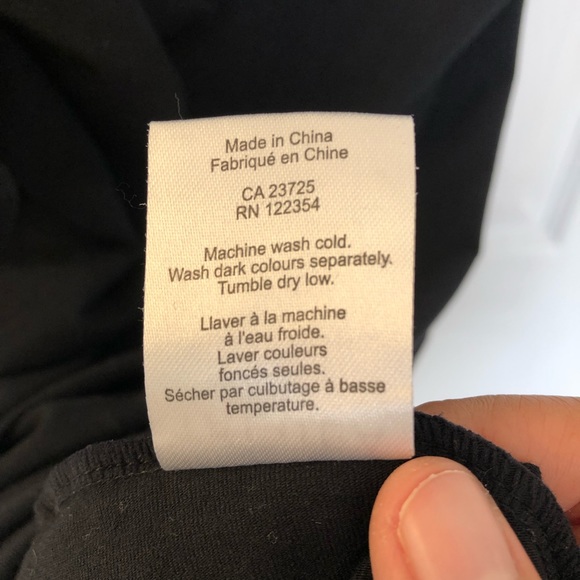 Made in China
Fabriqué en Chine
CA 23725
RN 122354
Machine wash cold.
Wash dark colours separately.
Tumble dry low.
Llaver à la machine
à l'eau froide.
Laver couleurs
foncés seules.
Sécher par culbutage à basse
temperature.